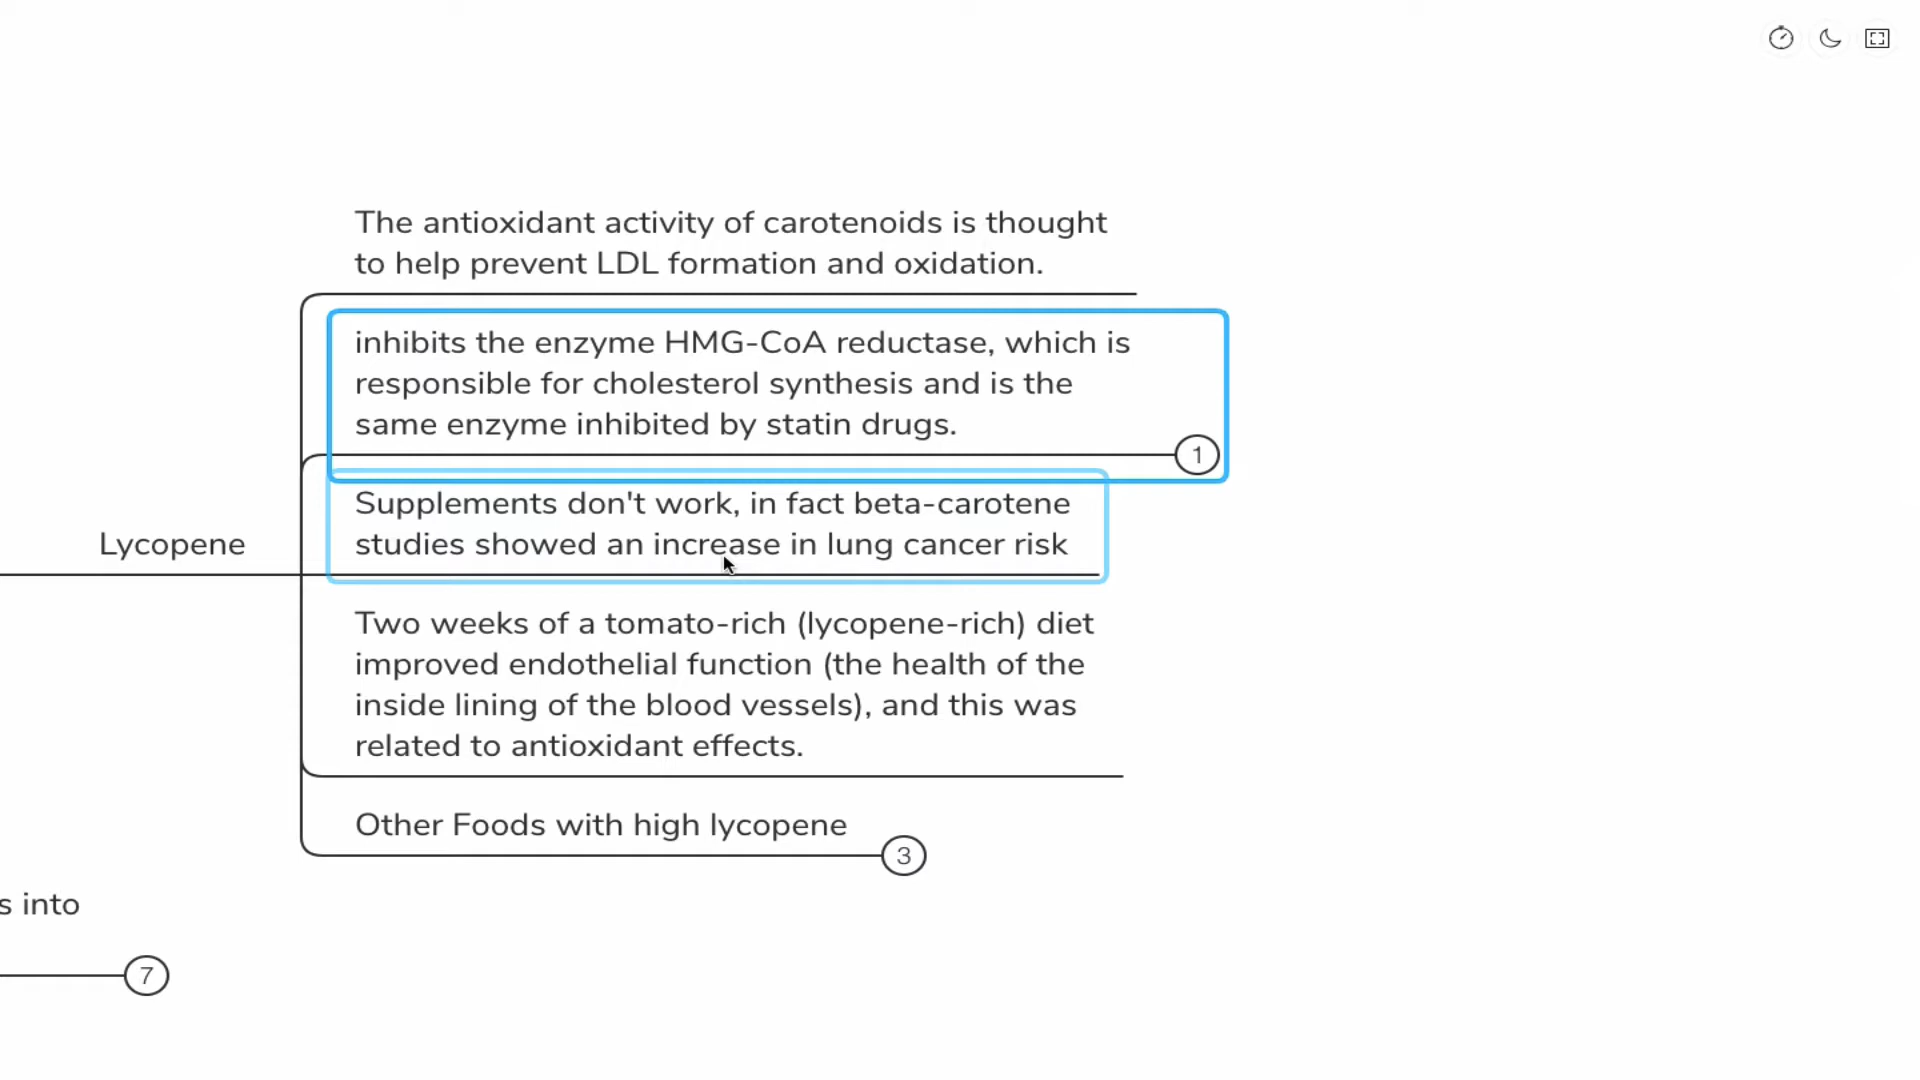 The antioxidant activity of carotenoids is thought
to help prevent LDL formation and oxidation.
inhibits the enzyme HMG-CoA reductase, which is
responsible for cholesterol synthesis and is the
same enzyme inhibited by statin drugs.
1
Supplements don't work, in fact beta-carotene
studies showed an increase in lung cancer risk
Lycopene
Two weeks of a tomato-rich (lycopene-rich) diet
improved endothelial function (the health of the
inside lining of the blood vessels), and this was
related to antioxidant effects.
Other Foods with high lycopene
3
s into
7